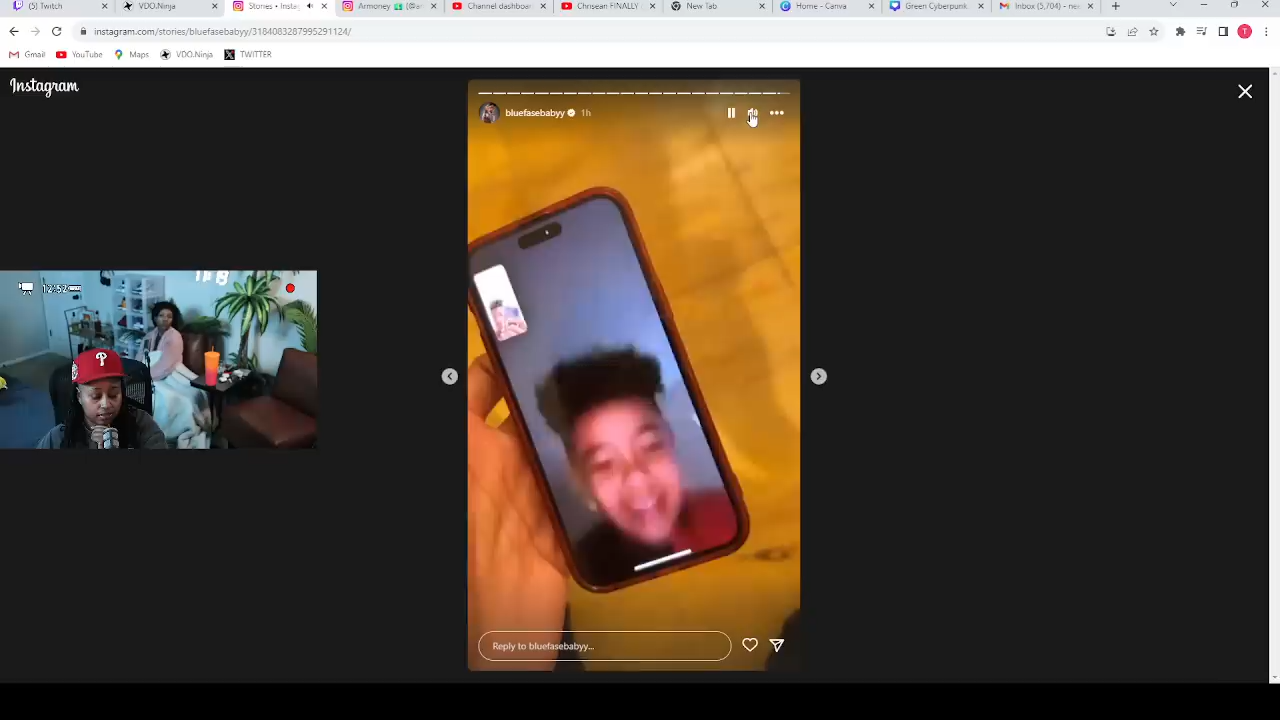 (5) Twitch
VDO.Ninja
Stories • Insta
Armoney
(@a
Channel dashboar
Chrisean FINALLY
New Tab
Home - Canva
Green Cyberpunk
Inbox (5,704) - ne
instagram.com/stories/bluefasebabyy/3184083287995291124/
T
Gmail
YouTube
Maps
VDO.Ninja
TWITTER
Instagram
bluefasebabyy
1h
12:52
P
Reply to bluefasebabyy...